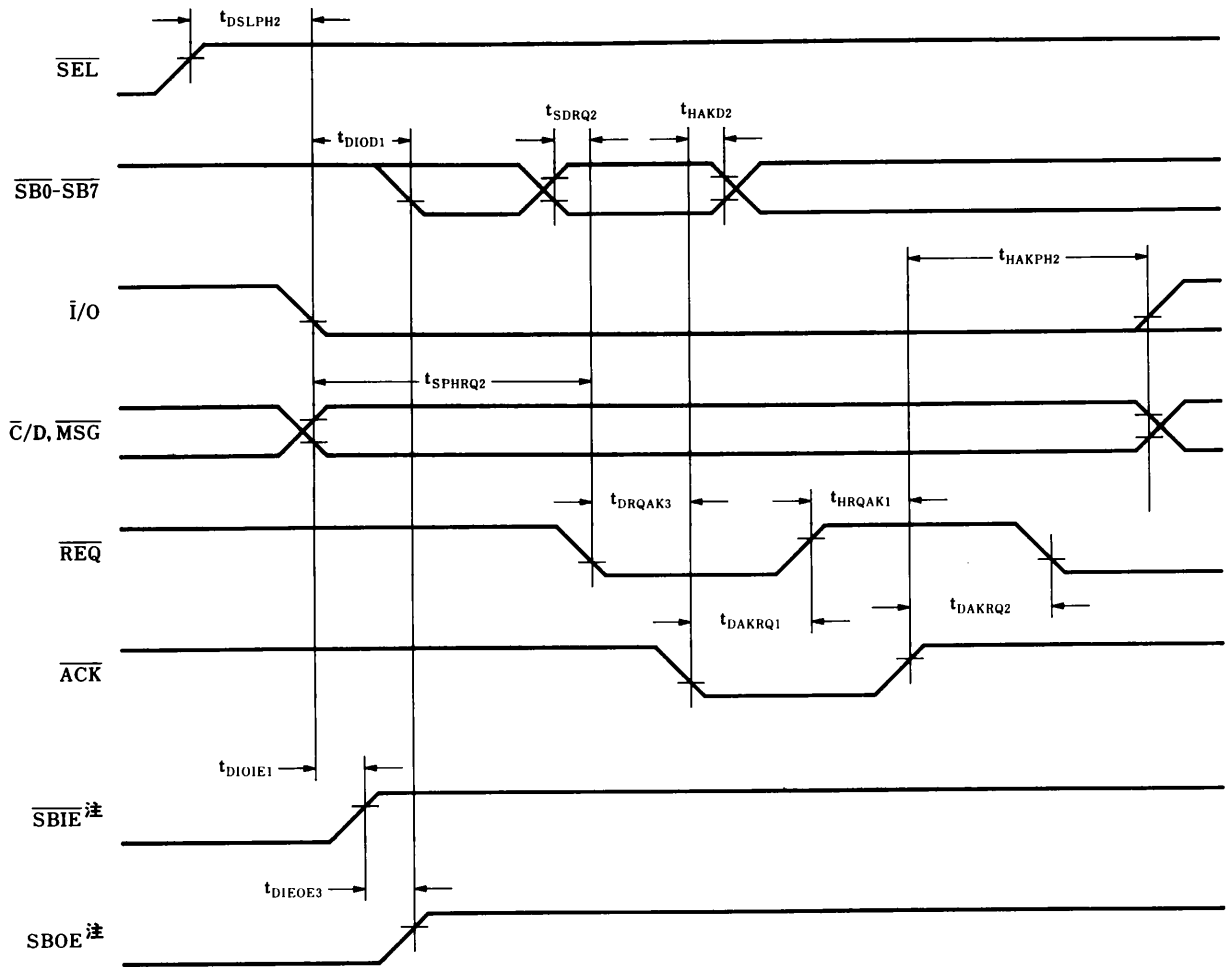 tDSLPH2
SEL
tSDRQ2
tHAKD2
tDIOD1
SB0-SB7
tHAKPH2
I/O
tSPHRQ2
C/D, MSG
tDRQAK3
tHRQAK1
REQ
tDAKRQ1
tDAKRQ2
ACK
tDIOIE1
SBIE注
tDIEOE3
SBOE注